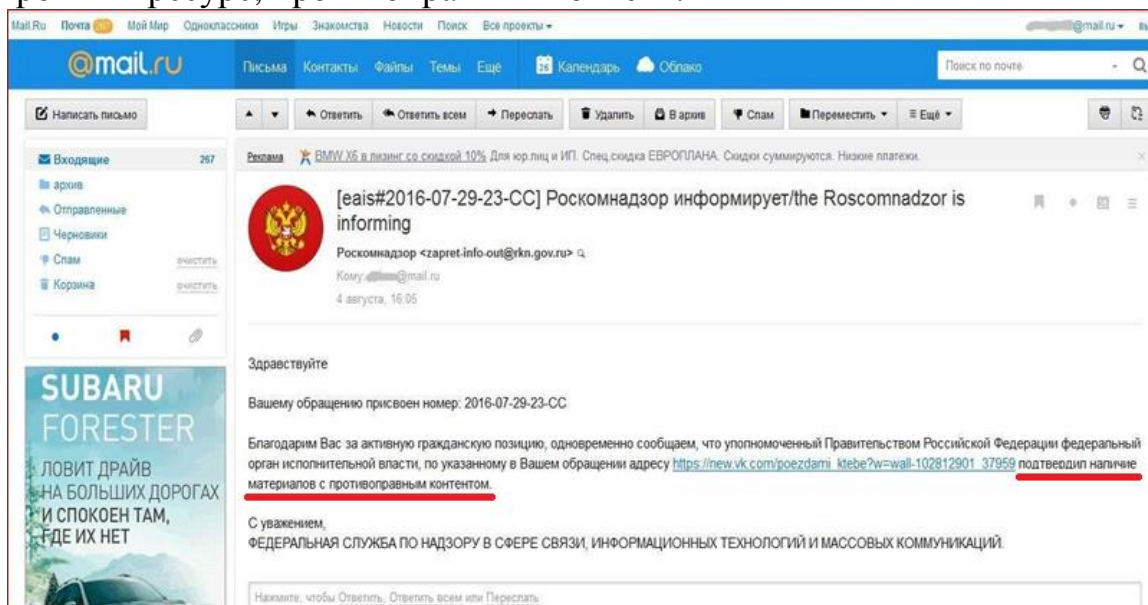 Mail.Ru Почта Мой Мир Одноклассники Игры Знакомства Новости Поиск Все проекты @mail.ru
@mail.ru Письма Контакты Файлы Темы Ещё 26 Календарь Облако Поиск по почте
Написать письмо Ответить Ответить всем Переслать Удалить В архив Спам Переместить Ещё
Входящие 267
архив
Отправленные
Черновики
Спам очистить
Корзина очистить
Реклама BMW X6 в лизинг со скидкой 10% Для юр.лиц и ИП. Спец.скидка ЕВРОПЛАНА. Скидки суммируются. Низкие платежи.
[eais#2016-07-29-23-CC] Роскомнадзор информирует/the Roscomnadzor is
informing
Роскомнадзор <zapret-info-out@rkn.gov.ru>
Кому: @mail.ru
4 августа, 16:05
Здравствуйте
Вашему обращению присвоен номер: 2016-07-29-23-CC
Благодарим Вас за активную гражданскую позицию, одновременно сообщаем, что уполномоченный Правительством Российской Федерации федеральный
орган исполнительной власти, по указанному в Вашем обращении адресу https://new.vk.com/poezdami_ktebe?w=wall-102812901_37959 подтвердил наличие
материалов с противоправным контентом.
С уважением,
ФЕДЕРАЛЬНАЯ СЛУЖБА ПО НАДЗОРУ В СФЕРЕ СВЯЗИ, ИНФОРМАЦИОННЫХ ТЕХНОЛОГИЙ И МАССОВЫХ КОММУНИКАЦИЙ.
Нажмите, чтобы Ответить, Ответить всем или Переслать
SUBARU
FORESTER
ЛОВИТ ДРАЙВ
НА БОЛЬШИХ ДОРОГАХ
И СПОКОЕН ТАМ,
ГДЕ ИХ НЕТ